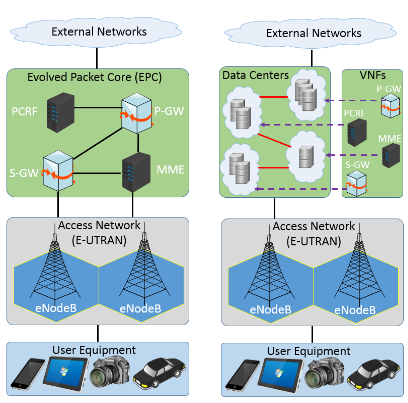 External Networks
Evolved Packet Core (EPC)
PCRF
P-GW
S-GW
MME
Access Network
(E-UTRAN)
eNodeB
eNodeB
User Equipment
External Networks
Data Centers
VNFs
P-GW
PCRF
MME
S-GW
Access Network
(E-UTRAN)
eNodeB
eNodeB
User Equipment